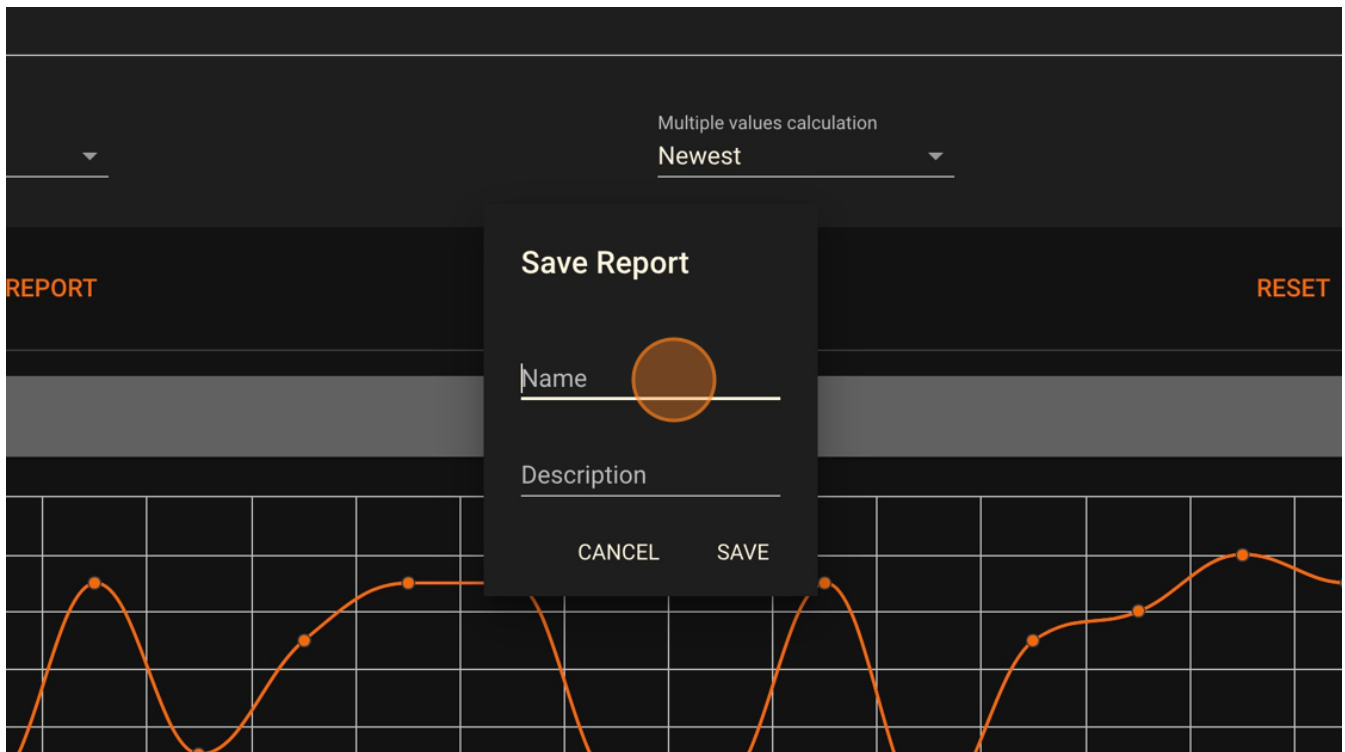 Multiple values calculation
Newest
Save Report
REPORT
RESET
Name
Description
CANCEL SAVE